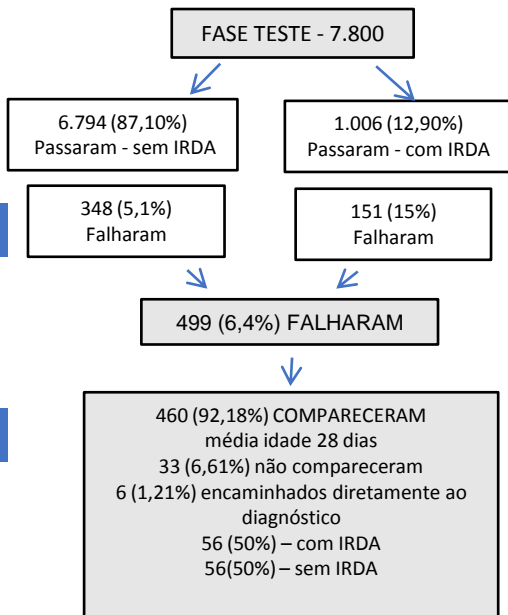 FASE TESTE - 7.800
6.794 (87,10%)
Passaram - sem IRDA
1.006 (12,90%)
Passaram - com IRDA
348 (5,1%)
Falharam
151 (15%)
Falharam
499 (6,4%) FALHARAM
460 (92,18%) COMPARECERAM
média idade 28 dias
33 (6,61%) não compareceram
6 (1,21%) encaminhados diretamente ao
diagnóstico
56 (50%) – com IRDA
56(50%) – sem IRDA